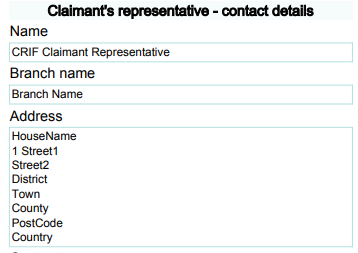 Claimant's representative - contact details
Name
CRIF Claimant Representative
Branch name
Branch Name
Address
HouseName
1 Street1
Street2
District
Town
County
PostCode
Country